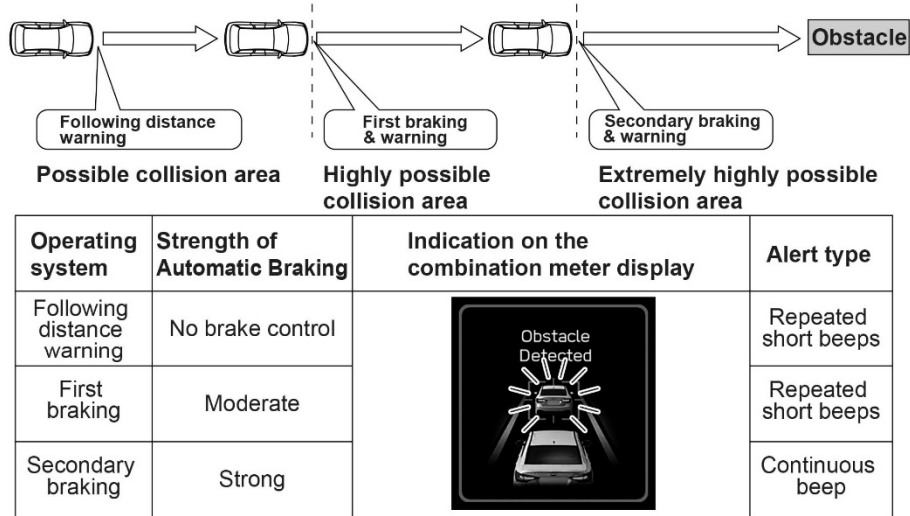 Obstacle
Following distance
warning
First braking
& warning
Secondary braking
& warning
Possible collision area
Highly possible
collision area
Extremely highly possible
collision area
Operating
system
Strength of
Automatic Braking
Indication on the
combination meter display
Alert type
Following
distance
warning
No brake control
Obstacle
Detected
Repeated
short beeps
First
braking
Moderate
Repeated
short beeps
Secondary
braking
Strong
Continuous
beep